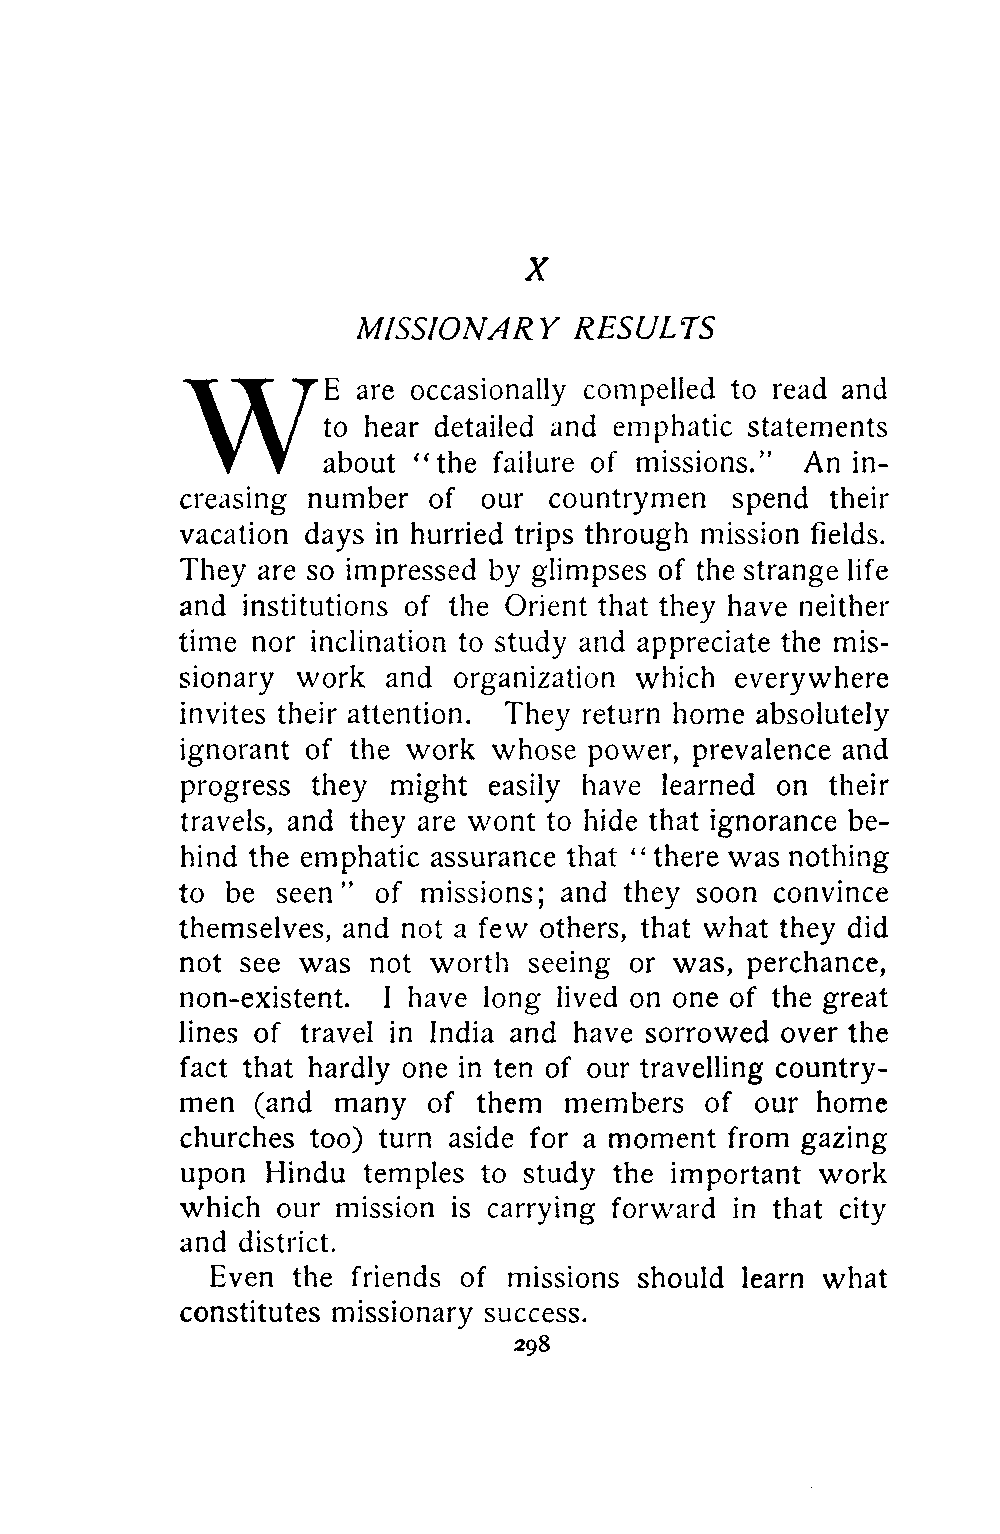 X
MISSIONARY RESULTS
WE are occasionally compelled to read and
to hear detailed and emphatic statements
about "the failure of missions." An in-
creasing number of our countrymen spend their
vacation days in hurried trips through mission fields.
They are so impressed by glimpses of the strange life
and institutions of the Orient that they have neither
time nor inclination to study and appreciate the mis-
sionary work and organization which everywhere
invites their attention. They return home absolutely
ignorant of the work whose power, prevalence and
progress they might easily have learned on their
travels, and they are wont to hide that ignorance be-
hind the emphatic assurance that "there was nothing
to be seen" of missions; and they soon convince
themselves, and not a few others, that what they did
not see was not worth seeing or was, perchance,
non-existent. I have long lived on one of the great
lines of travel in India and have sorrowed over the
fact that hardly one in ten of our travelling country-
men (and many of them members of our home
churches too) turn aside for a moment from gazing
upon Hindu temples to study the important work
which our mission is carrying forward in that city
and district.
Even the friends of missions should learn what
constitutes missionary success.
298